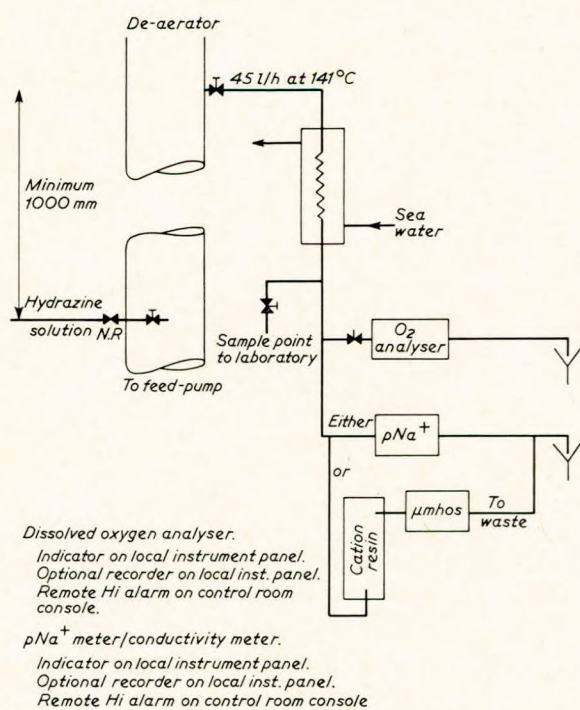 De-aerator
45 l/h at 141°C
Minimum
1000 mm
Sea
water
Hydrazine
solution
N.R
Sample point
to laboratory
To feed-pump
O2
analyser
Either
pNa+
or
μmhos
To
waste
Cation
resin
Dissolved oxygen analyser.
Indicator on local instrument panel.
Optional recorder on local inst. panel.
Remote Hi alarm on control room
console.
pNa+ meter/conductivity meter.
Indicator on local instrument panel.
Optional recorder on local inst. panel.
Remote Hi alarm on control room console